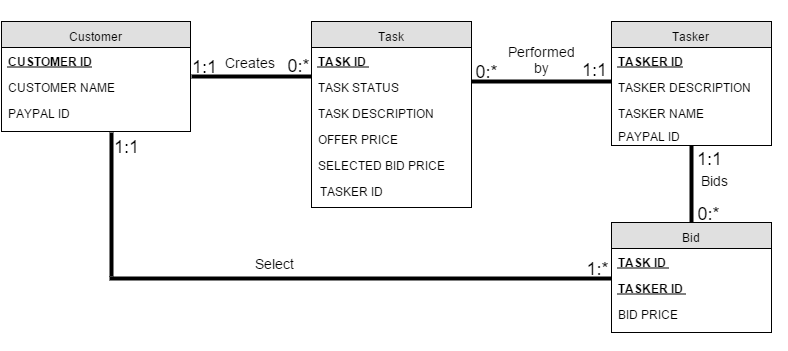 Customer
CUSTOMER ID
CUSTOMER NAME
PAYPAL ID
1:1 Creates 0:*
Task
TASK ID
TASK STATUS
TASK DESCRIPTION
OFFER PRICE
SELECTED BID PRICE
TASKER ID
0:* Performed by 1:1
Tasker
TASKER ID
TASKER DESCRIPTION
TASKER NAME
PAYPAL ID
1:1
Bids
0:*
1:1
Select
1:*
Bid
TASK ID
TASKER ID
BID PRICE